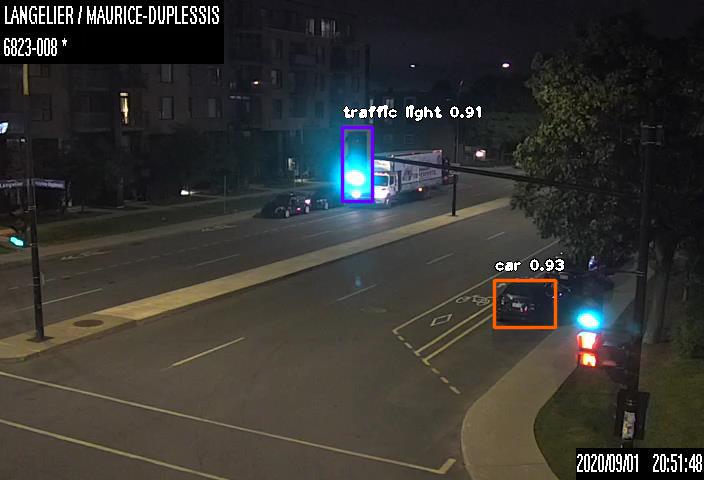 LANGELIER / MAURICE-DUPLESSIS
6823-008 *
traffic light 0.91
car 0.93
2020/09/01 20:51:48